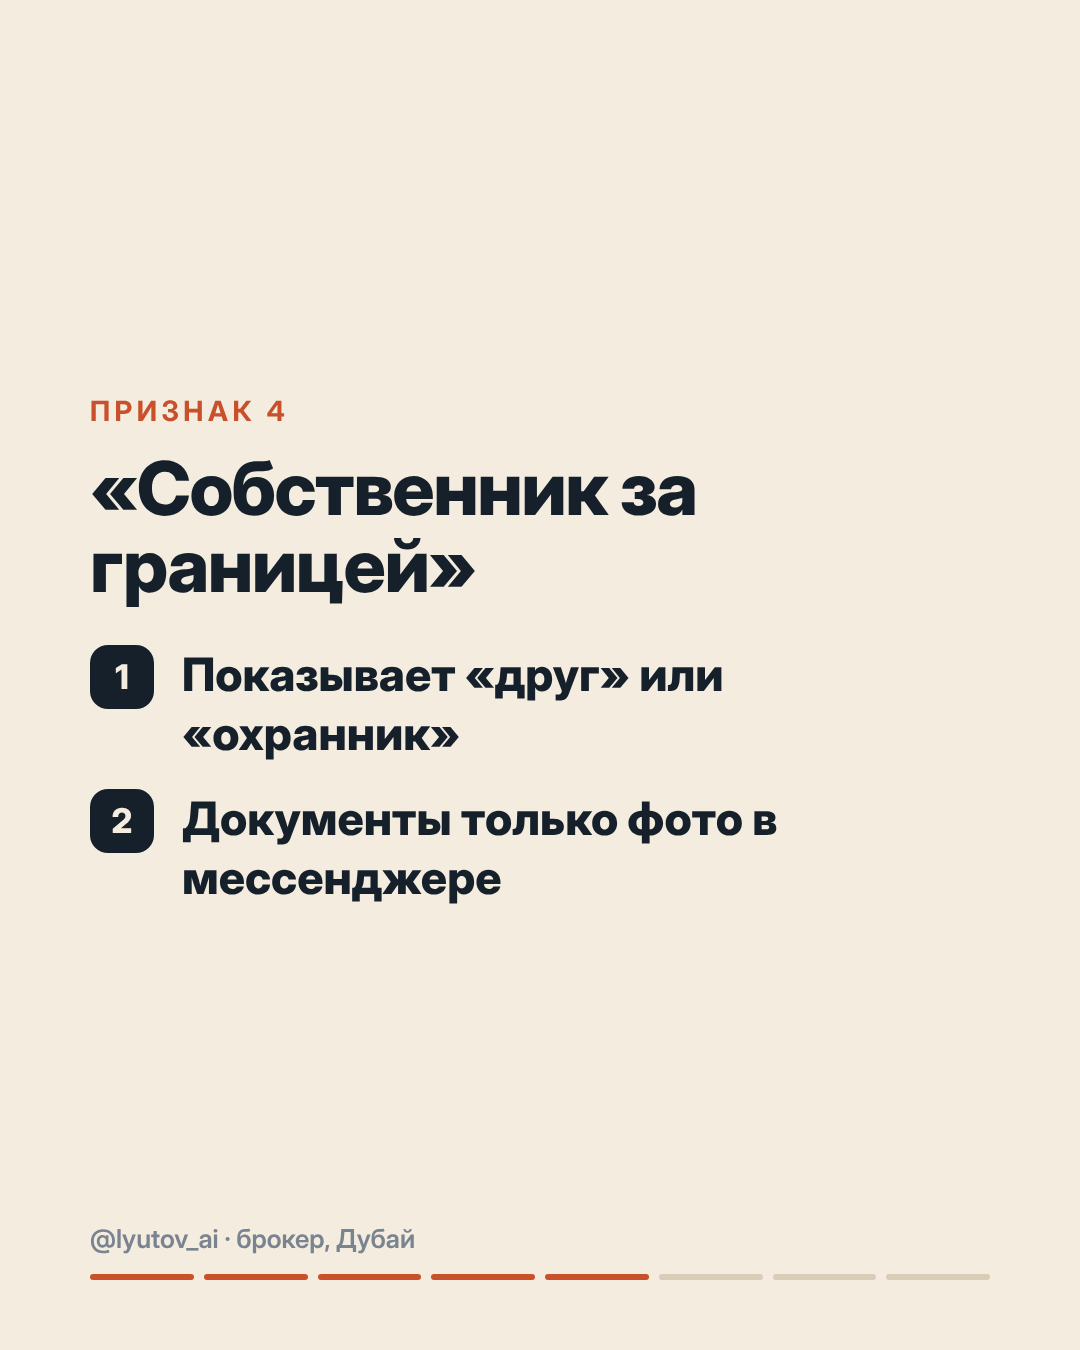 ПРИЗНАК 4
«Собственник за
границей»
1 Показывает «друг» или
«охранник»
2 Документы только фото в
мессенджере
@lyutov_ai · брокер, Дубай